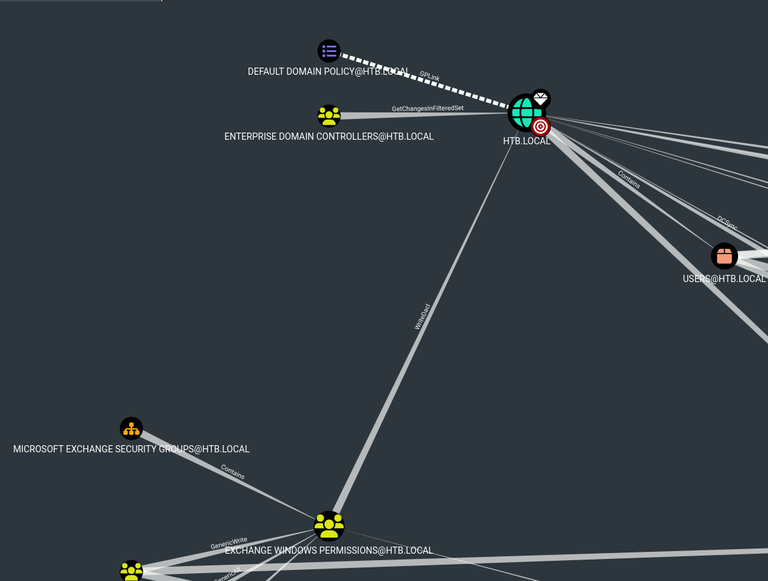 DEFAULT DOMAIN POLICY@HTB.LOCAL
GPLink
GetChangesInFilteredSet
ENTERPRISE DOMAIN CONTROLLERS@HTB.LOCAL
HTB.LOCAL
Contains
DCSync
USERS@HTB.LOCAL
WriteDacl
MICROSOFT EXCHANGE SECURITY GROUPS@HTB.LOCAL
Contains
GenericWrite
EXCHANGE WINDOWS PERMISSIONS@HTB.LOCAL
GenericAll